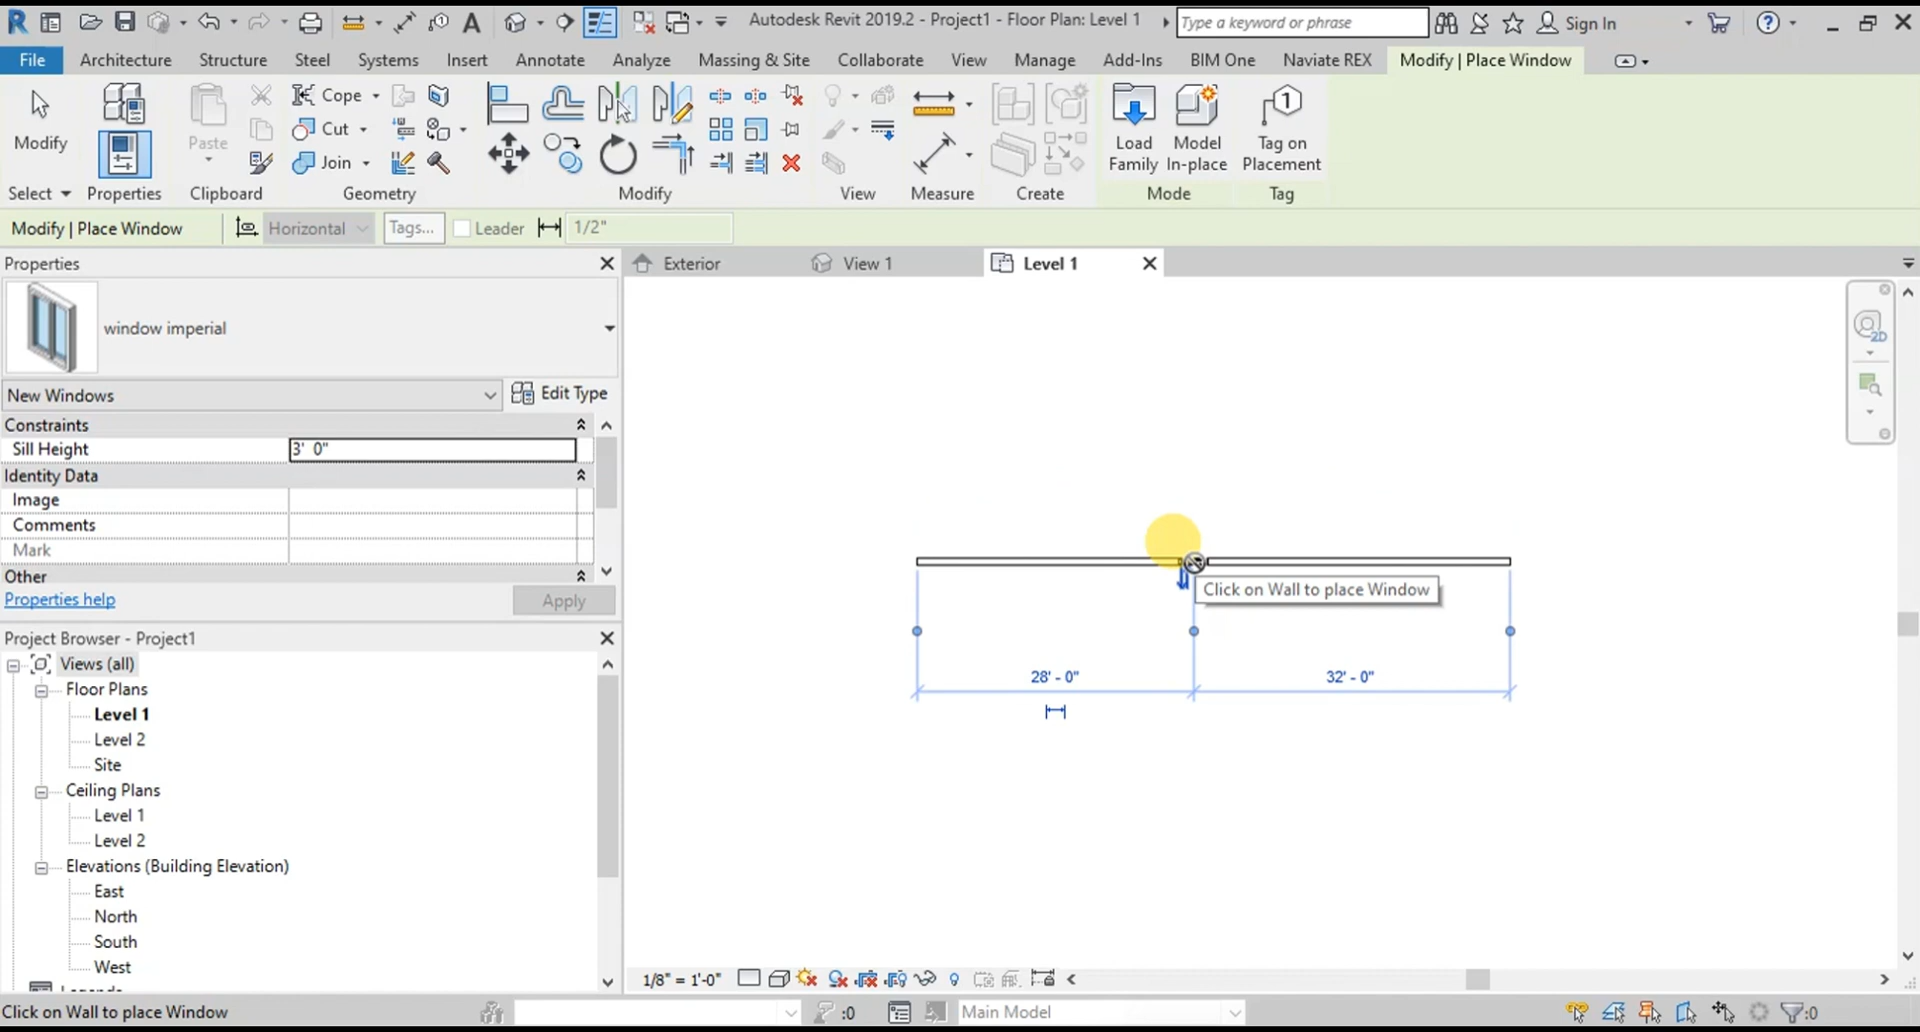 Autodesk Revit 2019.2 - Project1 - Floor Plan: Level 1
Type a keyword or phrase
Sign In
File Architecture Structure Steel Systems Insert Annotate Analyze Massing & Site Collaborate View Manage Add-Ins BIM One Naviate REX Modify | Place Window
Modify
Paste
Cope
Cut
Join
Load Family
Model In-place
Tag on Placement
Select Properties Clipboard Geometry Modify View Measure Create Mode Tag
Modify | Place Window Horizontal Tags... Leader 1/2"
Properties
Exterior View 1 Level 1
window imperial
New Windows Edit Type
Constraints
Sill Height 3' 0"
Identity Data
Image
Comments
Mark
Other
Properties help Apply
Click on Wall to place Window
28' - 0" 32' - 0"
Project Browser - Project1
Views (all)
Floor Plans
Level 1
Level 2
Site
Ceiling Plans
Level 1
Level 2
Elevations (Building Elevation)
East
North
South
West
1/8" = 1'-0"
Click on Wall to place Window :0 Main Model :0
2D